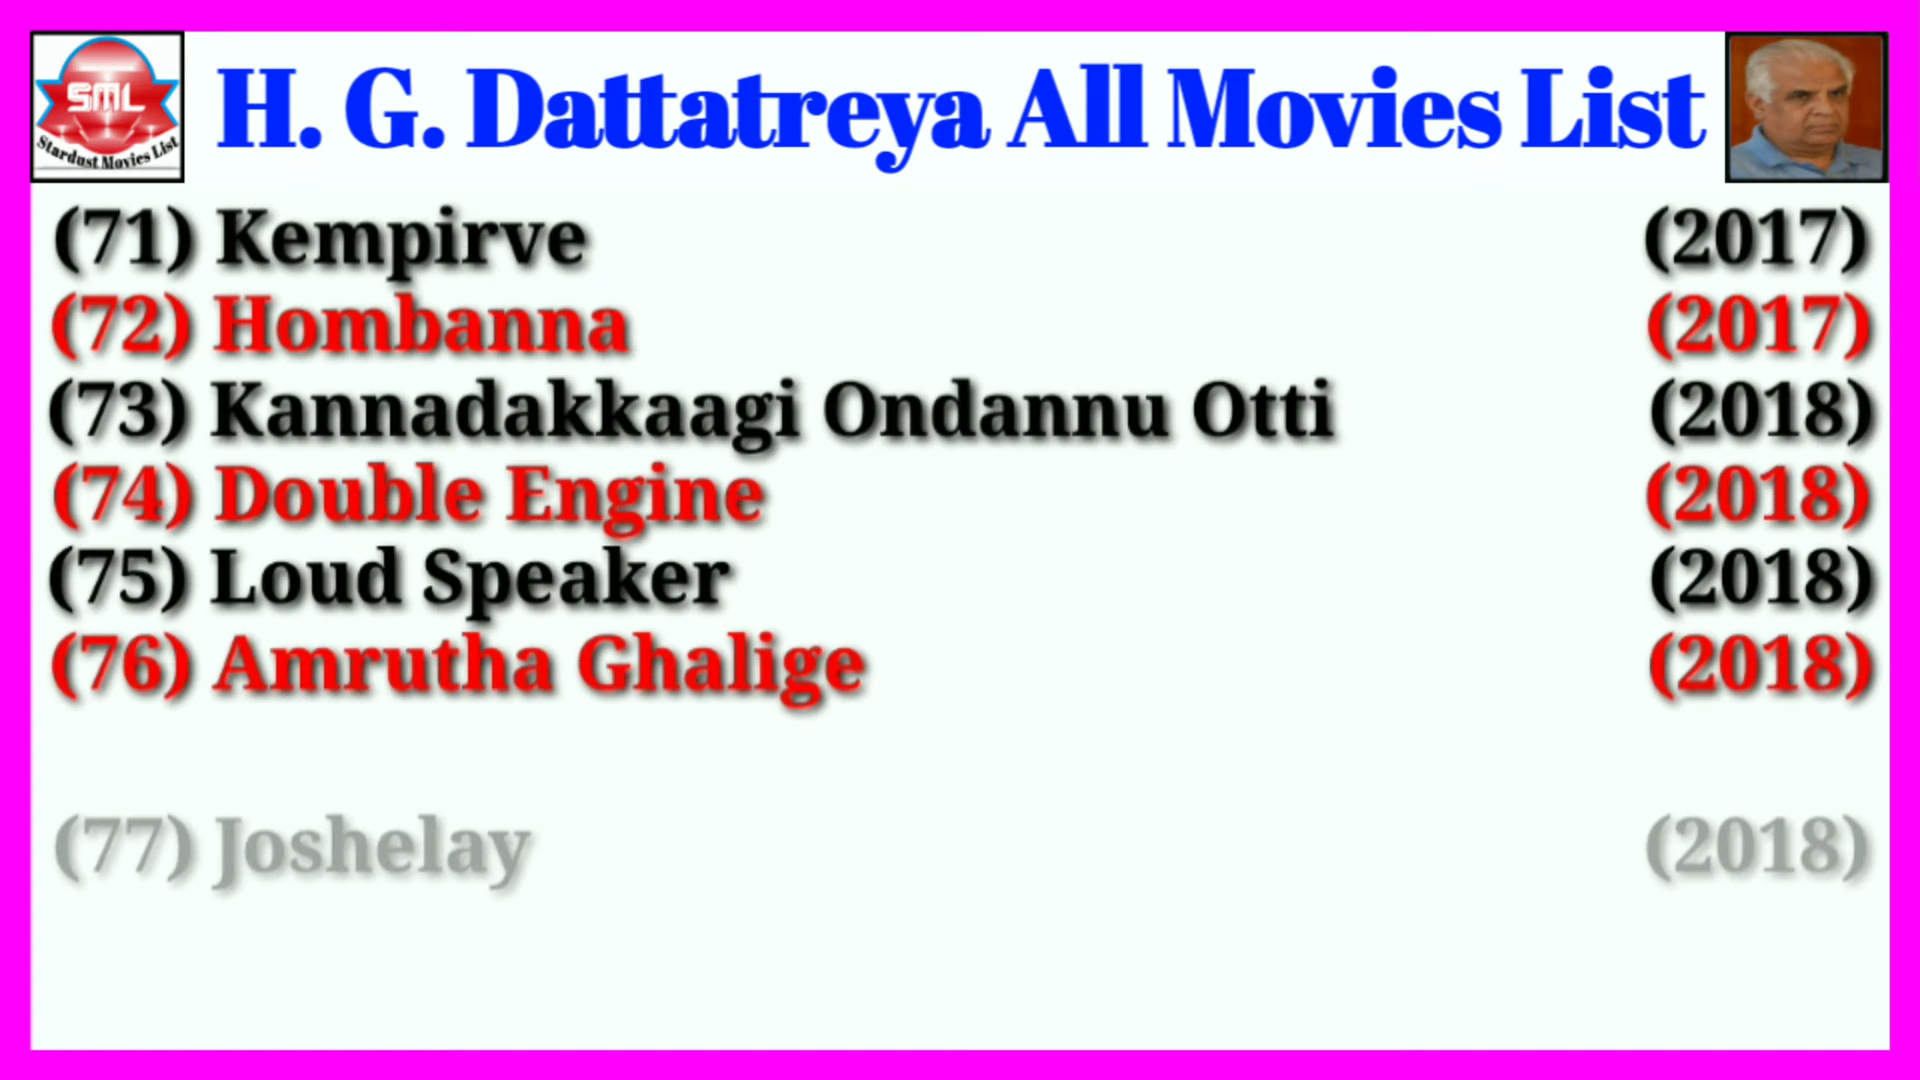 SML
Stardust Movies List
H. G. Dattatreya All Movies List
(71) Kempirve (2017)
(72) Hombanna (2017)
(73) Kannadakkaagi Ondannu Otti (2018)
(74) Double Engine (2018)
(75) Loud Speaker (2018)
(76) Amrutha Ghalige (2018)
(77) Joshelay (2018)